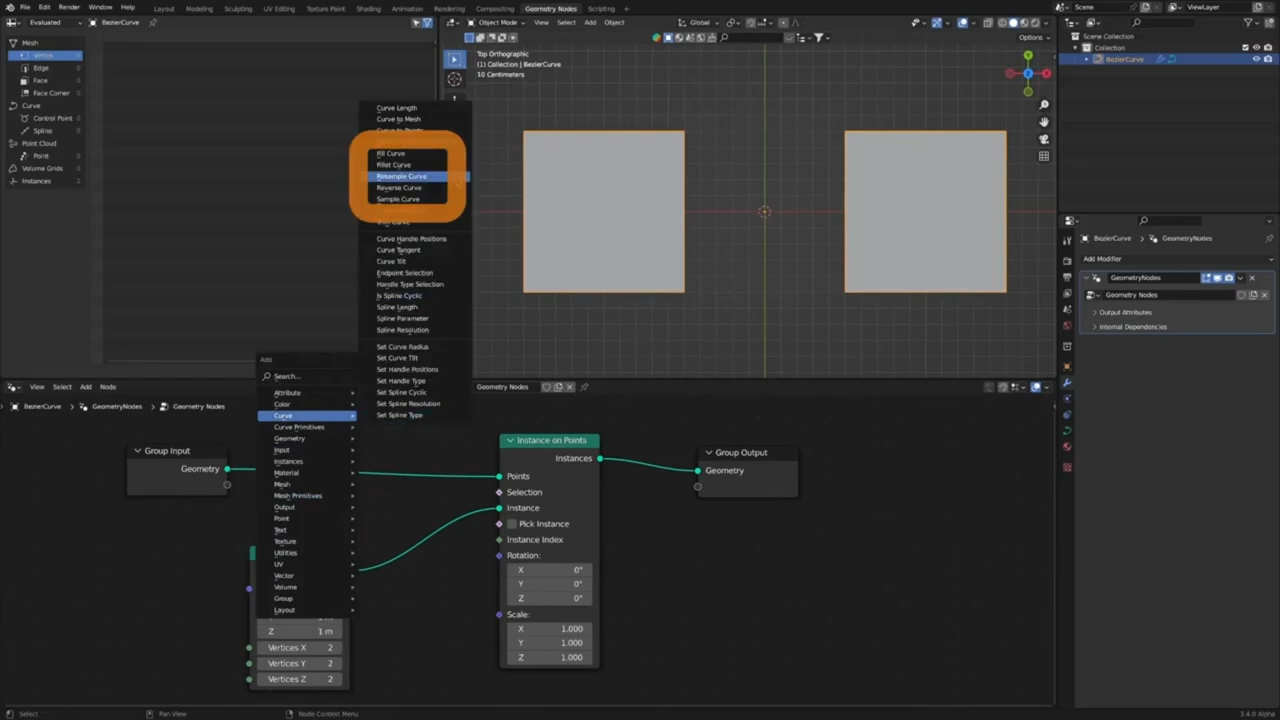 File Edit Render Window Help
Layout Modeling Sculpting UV Editing Texture Paint Shading Animation Rendering Compositing Geometry Nodes Scripting
Scene
ViewLayer
Evaluated
BezierCurve
Mesh
Vertex
Edge
Face
Face Corner
Curve
Control Point
Spline
Point Cloud
Point
Volume Grids
Instances 2
Object Mode View Select Add Object
Global
Options
Top Orthographic
(1) Collection | BezierCurve
10 Centimeters
Y
X
Z
Curve Length
Curve to Mesh
Curve to Points
Fill Curve
Fillet Curve
Resample Curve
Reverse Curve
Sample Curve
Curve Handle Positions
Curve Tangent
Curve Tilt
Endpoint Selection
Handle Type Selection
Is Spline Cyclic
Spline Length
Spline Parameter
Spline Resolution
Set Curve Radius
Set Curve Tilt
Set Handle Positions
Set Handle Type
Set Spline Cyclic
Set Spline Resolution
Set Spline Type
Add
Search...
Attribute
Color
Curve
Curve Primitives
Geometry
Input
Instances
Material
Mesh
Mesh Primitives
Output
Point
Text
Texture
Utilities
UV
Vector
Volume
Group
Layout
Scene Collection
Collection
BezierCurve
BezierCurve
GeometryNodes
Add Modifier
GeometryNodes
Geometry Nodes
Output Attributes
Internal Dependencies
View Select Add Node
Geometry Nodes
BezierCurve
GeometryNodes
Geometry Nodes
Group Input
Geometry
Z 1 m
Vertices X 2
Vertices Y 2
Vertices Z 2
Instance on Points
Instances
Points
Selection
Instance
Pick Instance
Instance Index
Rotation:
X 0°
Y 0°
Z 0°
Scale:
X 1.000
Y 1.000
Z 1.000
Group Output
Geometry
Select
Pan View
Node Context Menu
3.4.0 Alpha